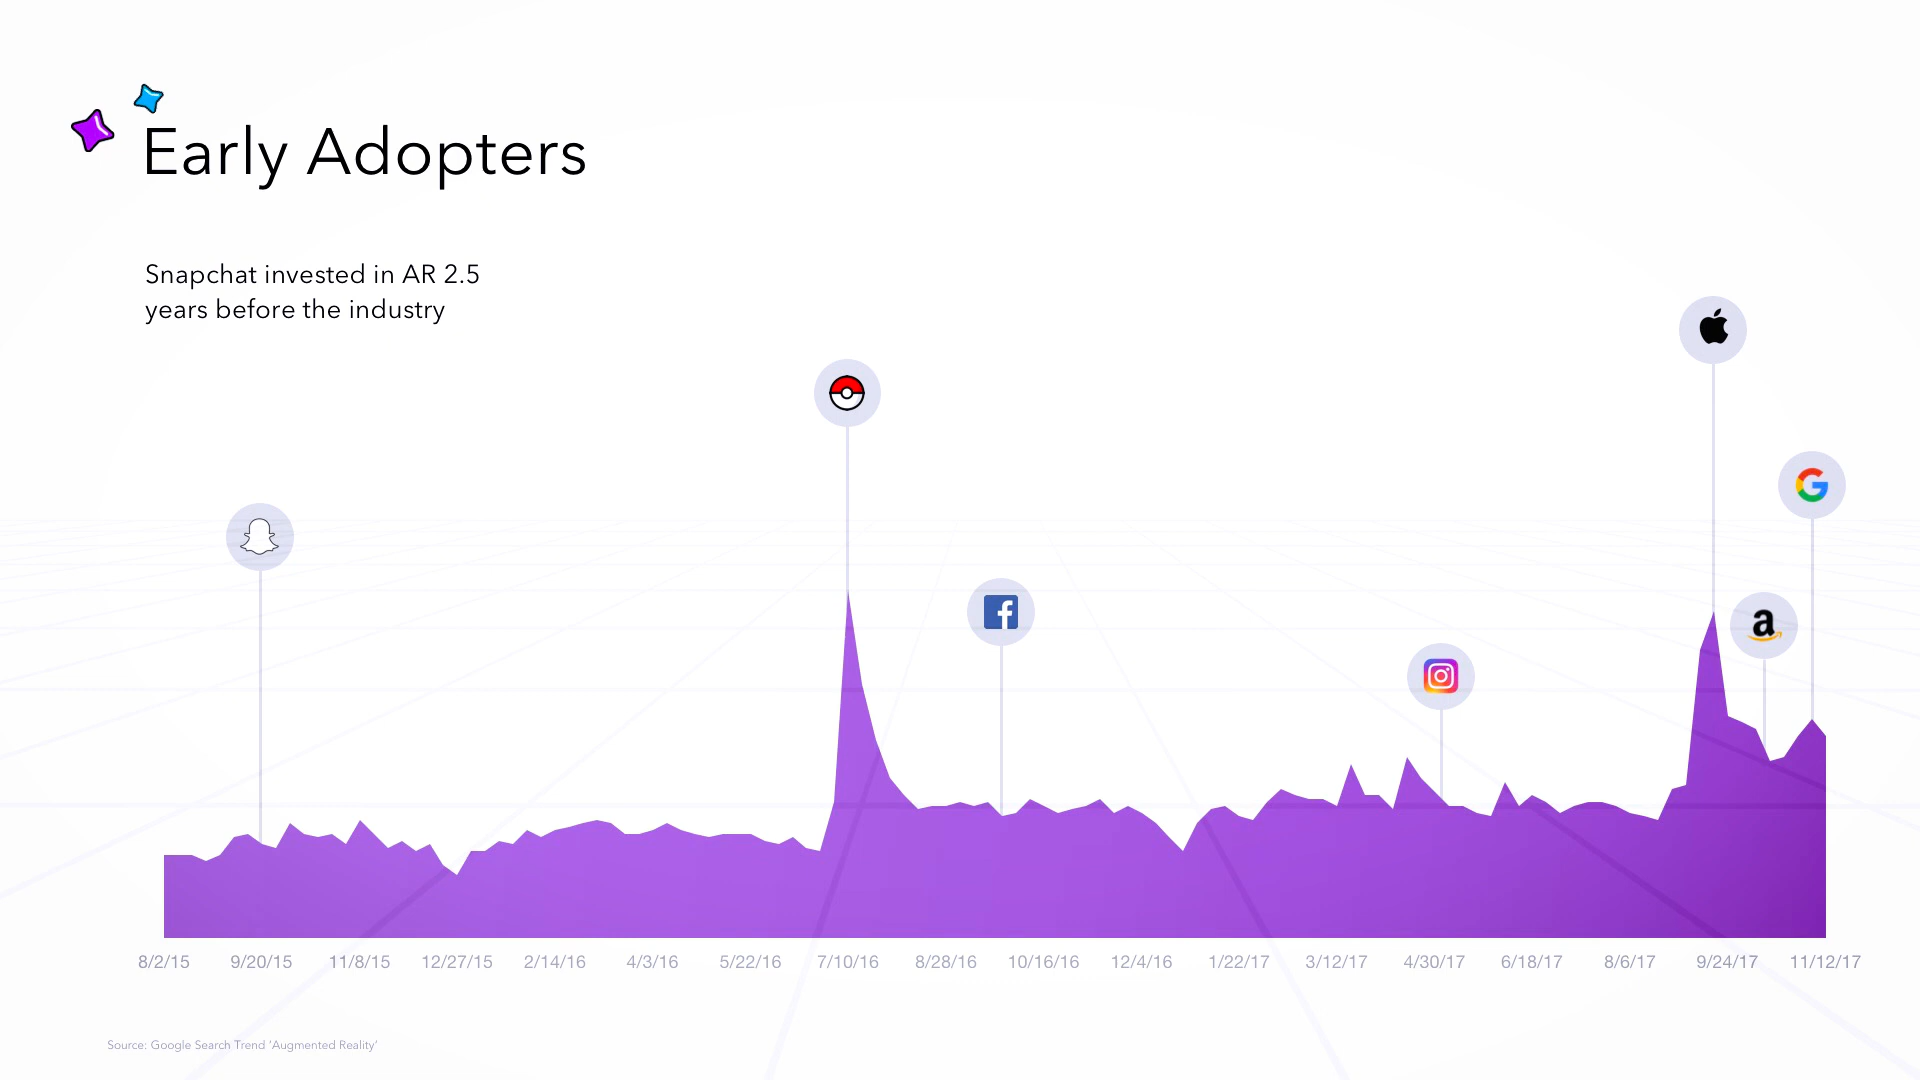 Early Adopters
Snapchat invested in AR 2.5
years before the industry
8/2/15 9/20/15 11/8/15 12/27/15 2/14/16 4/3/16 5/22/16 7/10/16 8/28/16 10/16/16 12/4/16 1/22/17 3/12/17 4/30/17 6/18/17 8/6/17 9/24/17 11/12/17
Source: Google Search Trend ‘Augmented Reality’